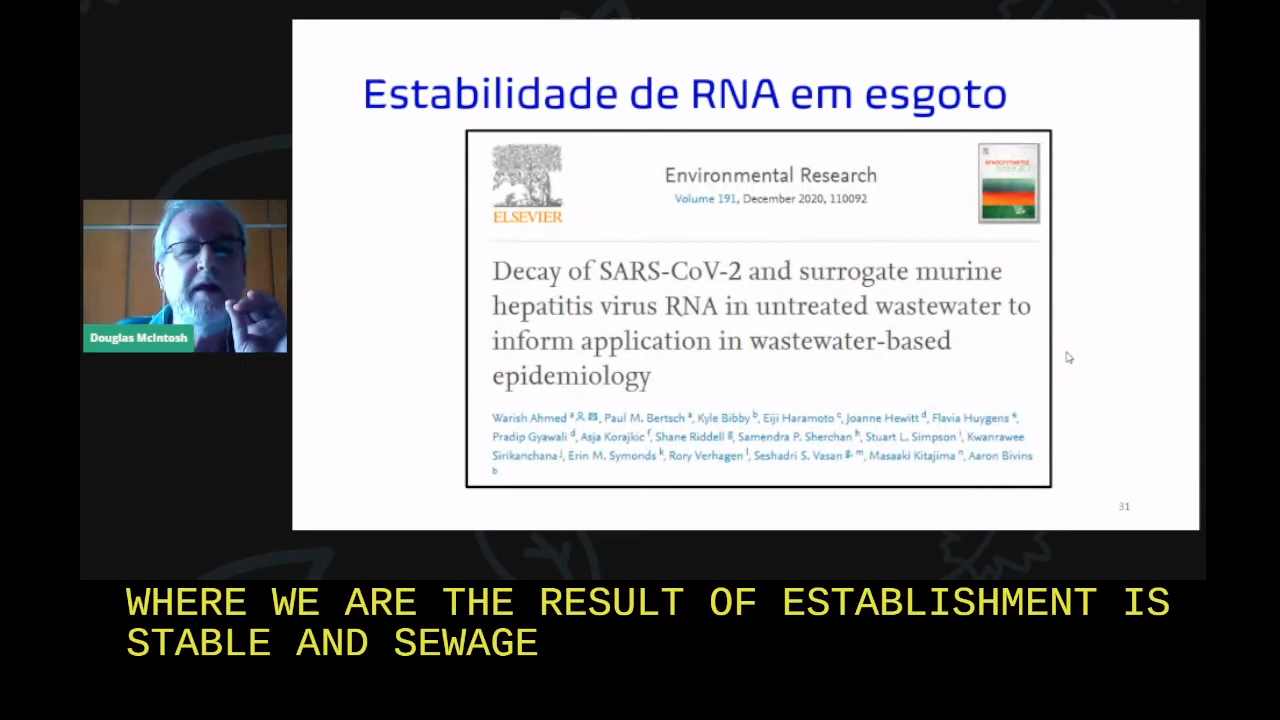 Estabilidade de RNA em esgoto
ELSEVIER
Environmental Research
Volume 191, December 2020, 110092
Decay of SARS-CoV-2 and surrogate murine
hepatitis virus RNA in untreated wastewater to
inform application in wastewater-based
epidemiology
Warish Ahmed a, Paul M. Bertsch a, Kyle Bibby b, Eiji Haramoto c, Joanne Hewitt d, Flavia Huygens e,
Pradip Gyawali d, Asja Korajkic f, Shane Riddell g, Samendra P. Sherchan h, Stuart L. Simpson i, Kwanrawee
Sirikanchana j, Erin M. Symonds k, Rory Verhagen l, Seshadri S. Vasan g, m, Masaaki Kitajima n, Aaron Bivins
b
Douglas McIntosh
31
WHERE WE ARE THE RESULT OF ESTABLISHMENT IS
STABLE AND SEWAGE